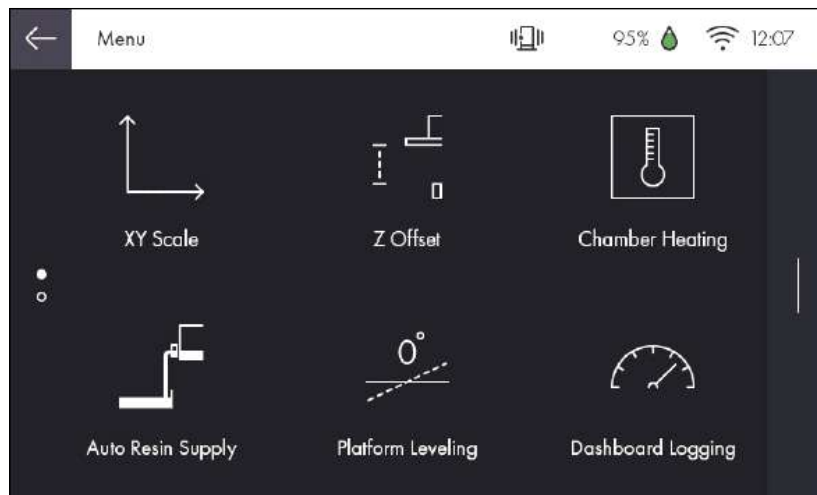 Menu
95%
12:07
XY Scale
Z Offset
Chamber Heating
0°
Auto Resin Supply
Platform Leveling
Dashboard Logging